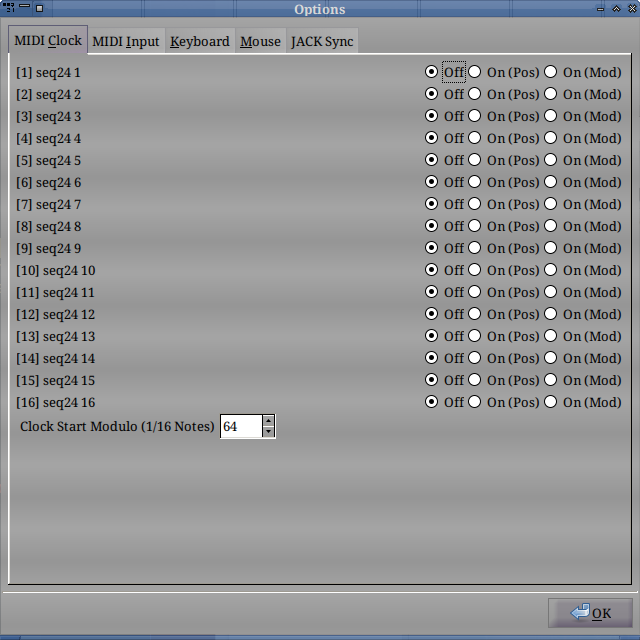 Options
MIDI Clock MIDI Input Keyboard Mouse JACK Sync
[1] seq24 1 Off On (Pos) On (Mod)
[2] seq24 2 Off On (Pos) On (Mod)
[3] seq24 3 Off On (Pos) On (Mod)
[4] seq24 4 Off On (Pos) On (Mod)
[5] seq24 5 Off On (Pos) On (Mod)
[6] seq24 6 Off On (Pos) On (Mod)
[7] seq24 7 Off On (Pos) On (Mod)
[8] seq24 8 Off On (Pos) On (Mod)
[9] seq24 9 Off On (Pos) On (Mod)
[10] seq24 10 Off On (Pos) On (Mod)
[11] seq24 11 Off On (Pos) On (Mod)
[12] seq24 12 Off On (Pos) On (Mod)
[13] seq24 13 Off On (Pos) On (Mod)
[14] seq24 14 Off On (Pos) On (Mod)
[15] seq24 15 Off On (Pos) On (Mod)
[16] seq24 16 Off On (Pos) On (Mod)
Clock Start Modulo (1/16 Notes) 64
OK